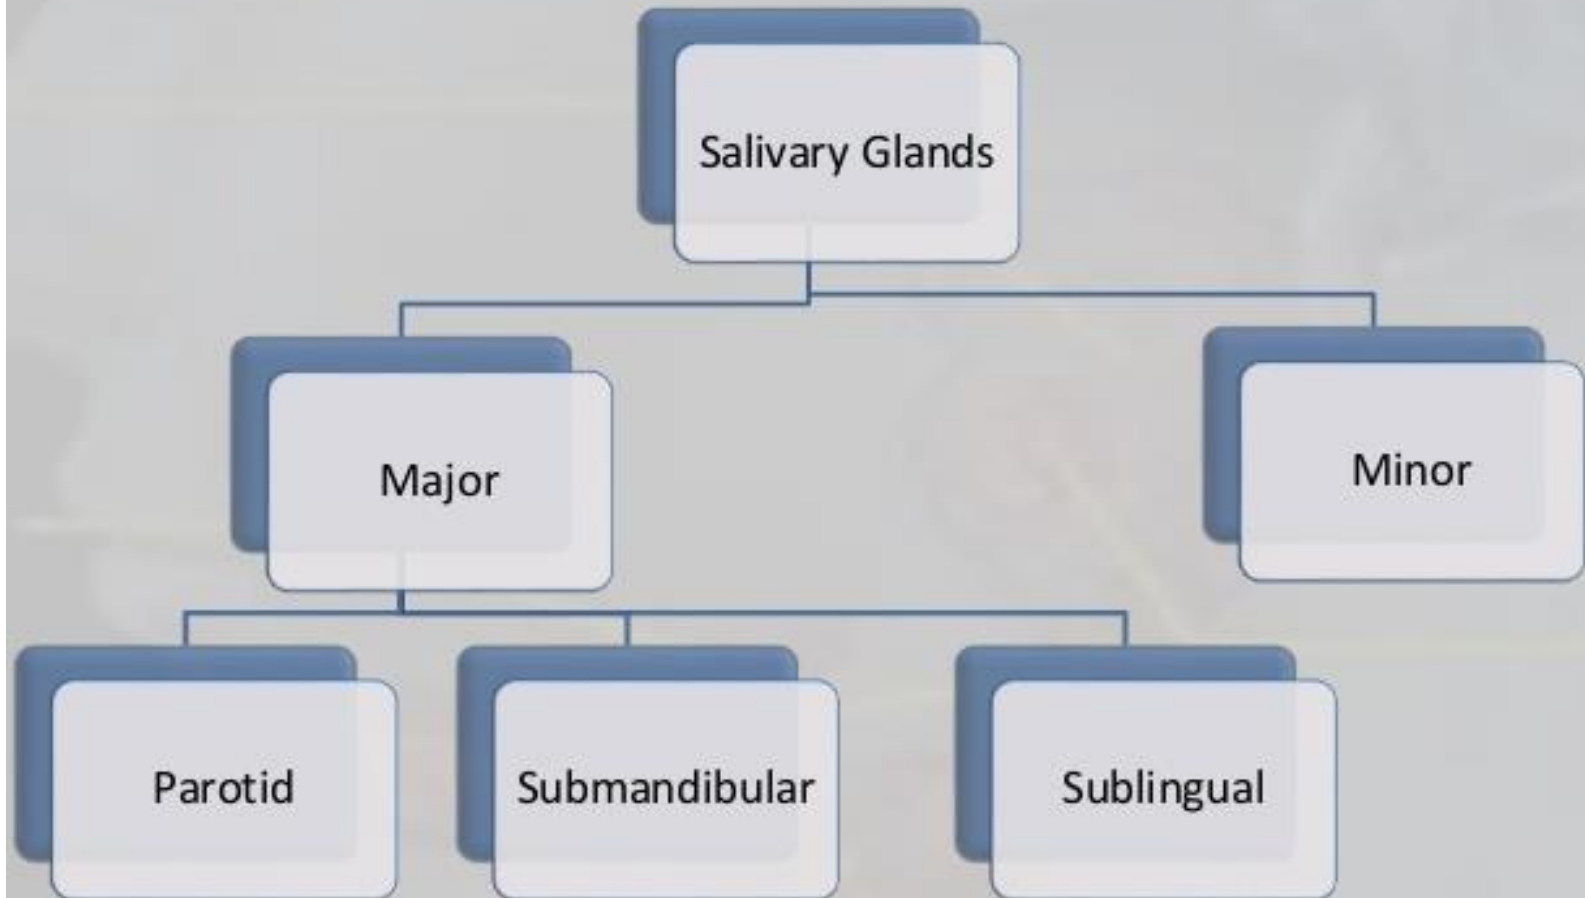 Salivary Glands
Major
Minor
Parotid
Submandibular
Sublingual